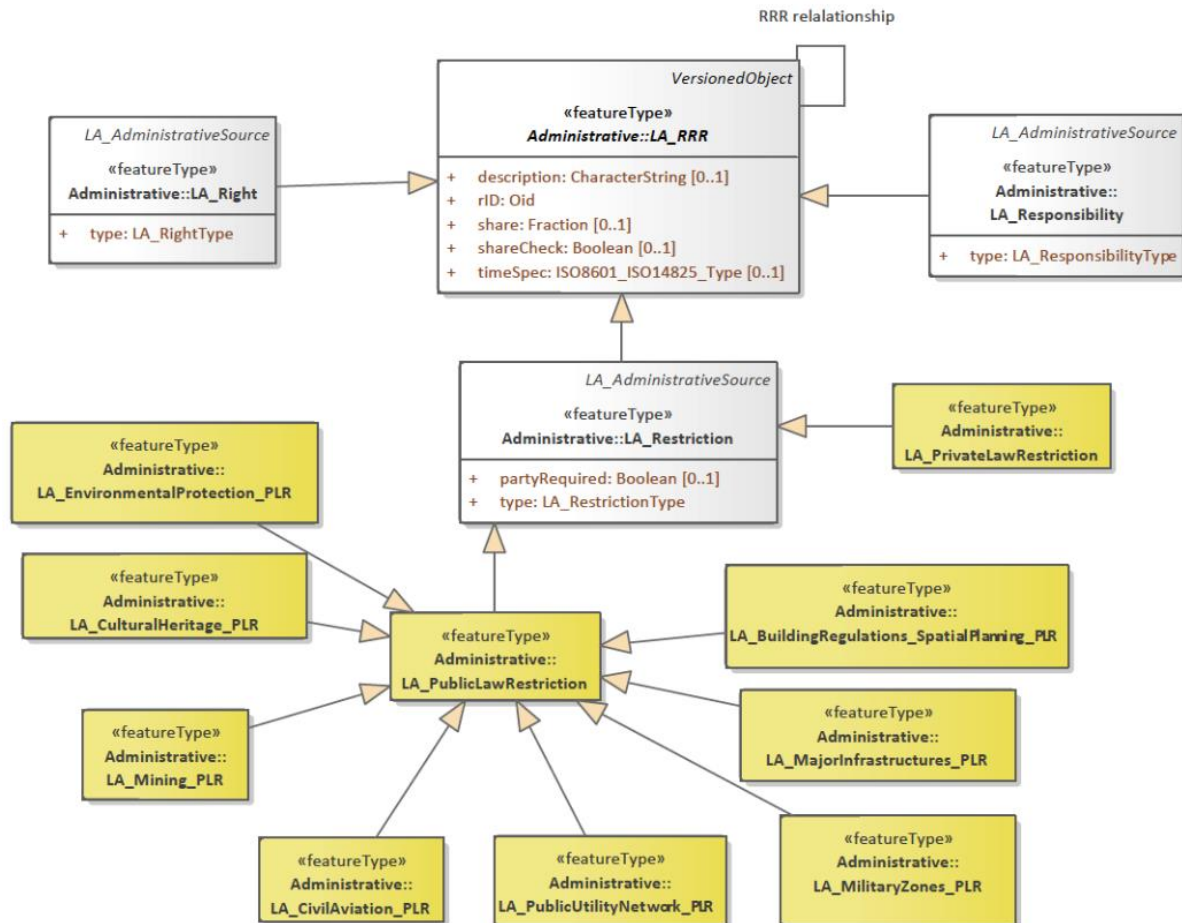 RRR relalationship
VersionedObject
«featureType»
Administrative::LA_RRR
+ description: CharacterString [0..1]
+ rID: Oid
+ share: Fraction [0..1]
+ shareCheck: Boolean [0..1]
+ timeSpec: ISO8601_ISO14825_Type [0..1]
LA_AdministrativeSource
«featureType»
Administrative::LA_Right
+ type: LA_RightType
LA_AdministrativeSource
«featureType»
Administrative::
LA_Responsibility
+ type: LA_ResponsibilityType
LA_AdministrativeSource
«featureType»
Administrative::LA_Restriction
+ partyRequired: Boolean [0..1]
+ type: LA_RestrictionType
«featureType»
Administrative::
LA_PrivateLawRestriction
«featureType»
Administrative::
LA_EnvironmentalProtection_PLR
«featureType»
Administrative::
LA_CulturalHeritage_PLR
«featureType»
Administrative::
LA_PublicLawRestriction
«featureType»
Administrative::
LA_BuildingRegulations_SpatialPlanning_PLR
«featureType»
Administrative::
LA_Mining_PLR
«featureType»
Administrative::
LA_MajorInfrastructures_PLR
«featureType»
Administrative::
LA_CivilAviation_PLR
«featureType»
Administrative::
LA_PublicUtilityNetwork_PLR
«featureType»
Administrative::
LA_MilitaryZones_PLR